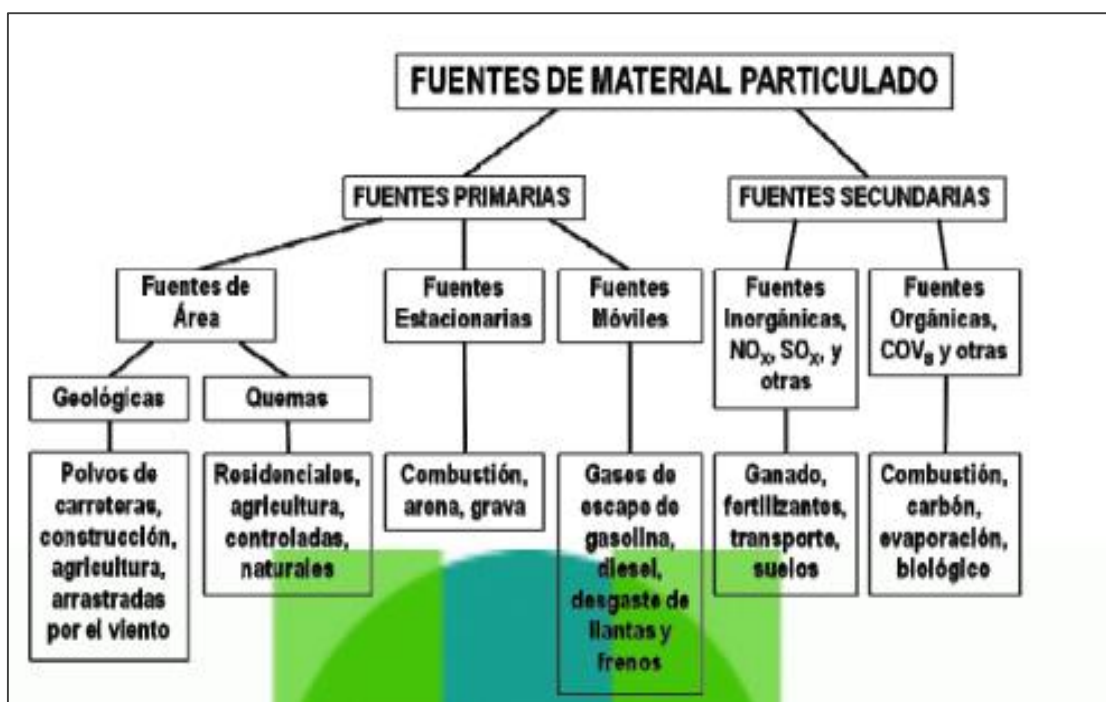 FUENTES DE MATERIAL PARTICULADO
FUENTES PRIMARIAS
FUENTES SECUNDARIAS
Fuentes de
Área
Fuentes
Estacionarias
Fuentes
Móviles
Fuentes
Inorgánicas,
NOX, SOX, y
otras
Fuentes
Orgánicas,
COVS y otras
Geológicas
Quemas
Polvos de
carreteras,
construcción,
agricultura,
arrastradas
por el viento
Residenciales,
agricultura,
controladas,
naturales
Combustión,
arena, grava
Gases de
escape de
gasolina,
diesel,
desgaste de
llantas y
frenos
Ganado,
fertilizantes,
transporte,
suelos
Combustión,
carbón,
evaporación,
biológico